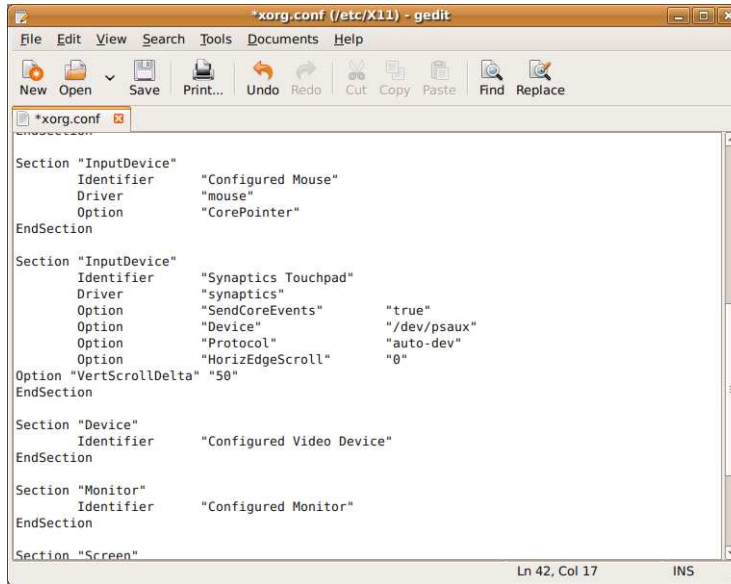 *xorg.conf (/etc/X11) - gedit
File Edit View Search Tools Documents Help
New Open Save Print... Undo Redo Cut Copy Paste Find Replace
*xorg.conf
EndSection
Section "InputDevice"
Identifier "Configured Mouse"
Driver "mouse"
Option "CorePointer"
EndSection
Section "InputDevice"
Identifier "Synaptics Touchpad"
Driver "synaptics"
Option "SendCoreEvents" "true"
Option "Device" "/dev/psaux"
Option "Protocol" "auto-dev"
Option "HorizEdgeScroll" "0"
Option "VertScrollDelta" "50"
EndSection
Section "Device"
Identifier "Configured Video Device"
EndSection
Section "Monitor"
Identifier "Configured Monitor"
EndSection
Section "Screen"
Ln 42, Col 17 INS